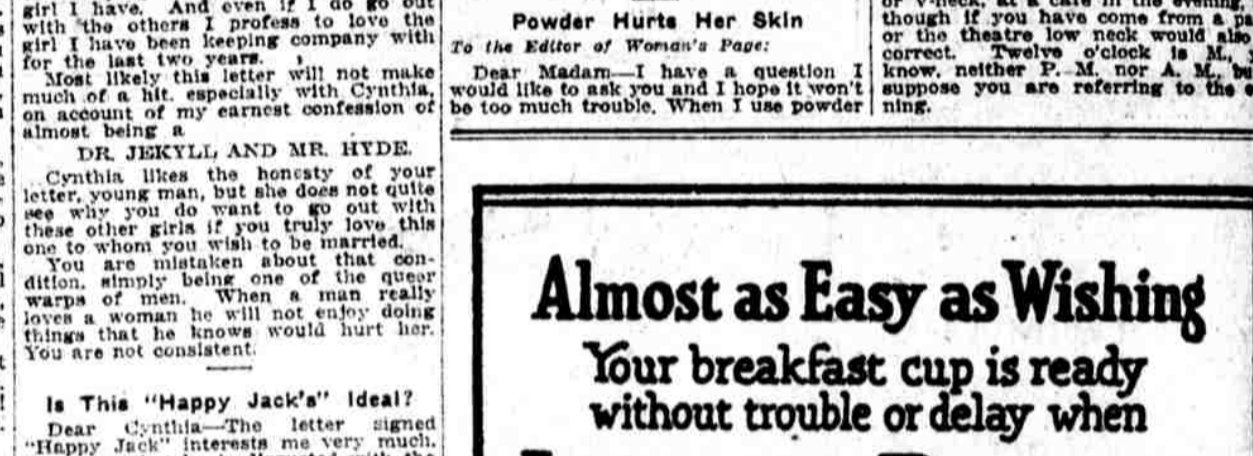 girl I have. And even if I do go out
with the others I profess to love the
girl I have been keeping company with
for the last two years.
Most likely this letter will not make
much of a hit, especially with Cynthia,
on account of my earnest confession of
almost being a
DR. JEKYLL AND MR. HYDE.
Cynthia likes the honesty of your
letter, young man, but she does not quite
see why you do want to go out with
these other girls if you truly love this
one to whom you wish to be married.
You are mistaken about that con-
dition, simply being one of the queer
warps of men. When a man really
loves a woman he will not enjoy doing
things that he knows would hurt her.
You are not consistent.
Is This "Happy Jack's" Ideal?
Dear Cynthia—The letter signed
"Happy Jack" interests me very much.
Powder Hurts Her Skin
To the Editor of Woman's Page:
Dear Madam—I have a question I
would like to ask you and I hope it won't
be too much trouble. When I use powder
or V-neck, at a cafe in the evening,
though if you have come from a
or the theatre low neck would also
correct. Twelve o'clock is M.,
know, neither P. M. nor A. M.,
suppose you are referring to the
ning.
Almost as Easy as Wishing
Your breakfast cup is ready
without trouble or delay when